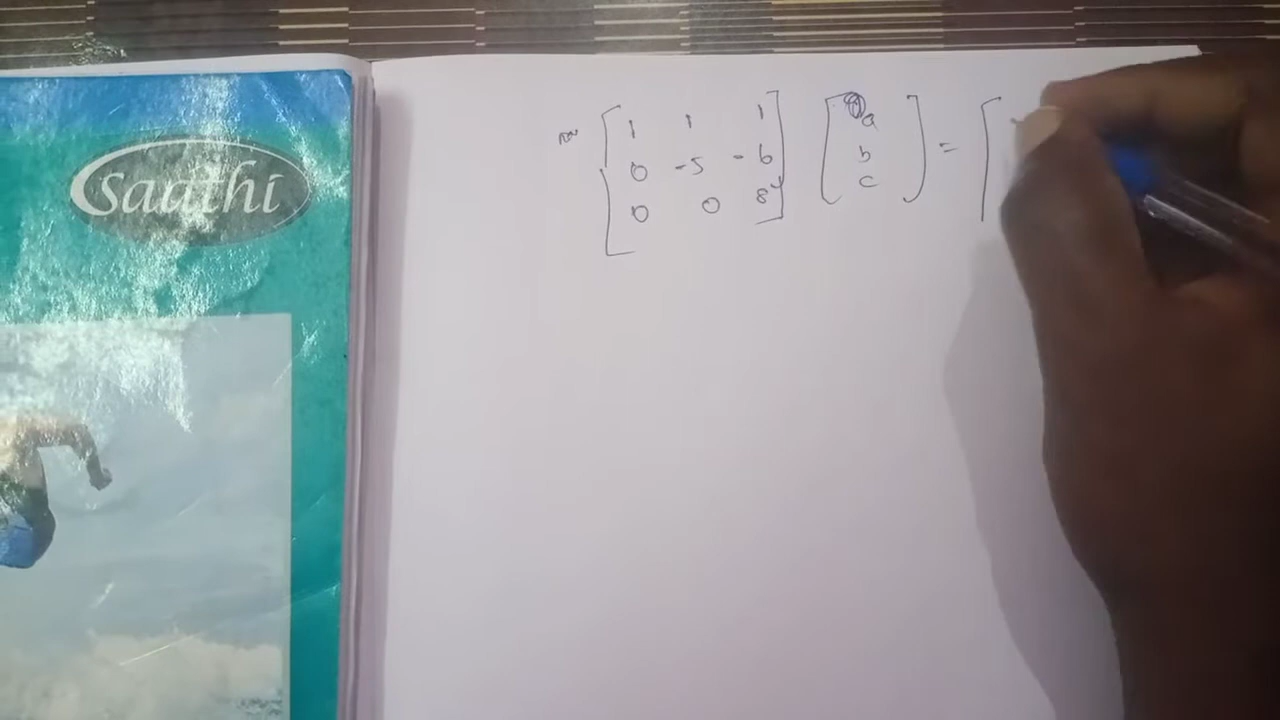 Saathi
[ 1 1 1 ] [ a ] = [
0 -5 -6 b
0 0 8 c